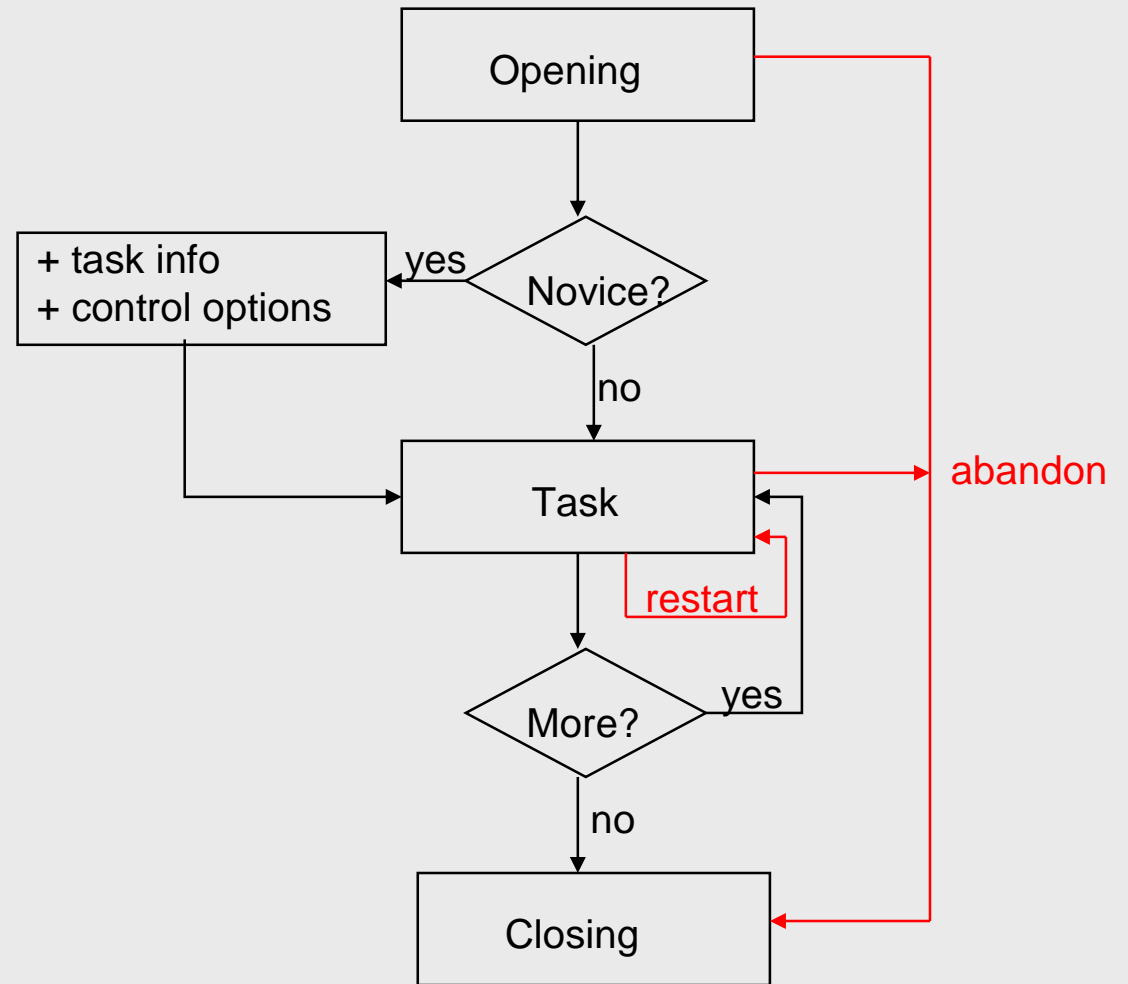 Opening
+ task info
+ control options
yes
Novice?
no
Task
abandon
restart
More?
yes
no
Closing